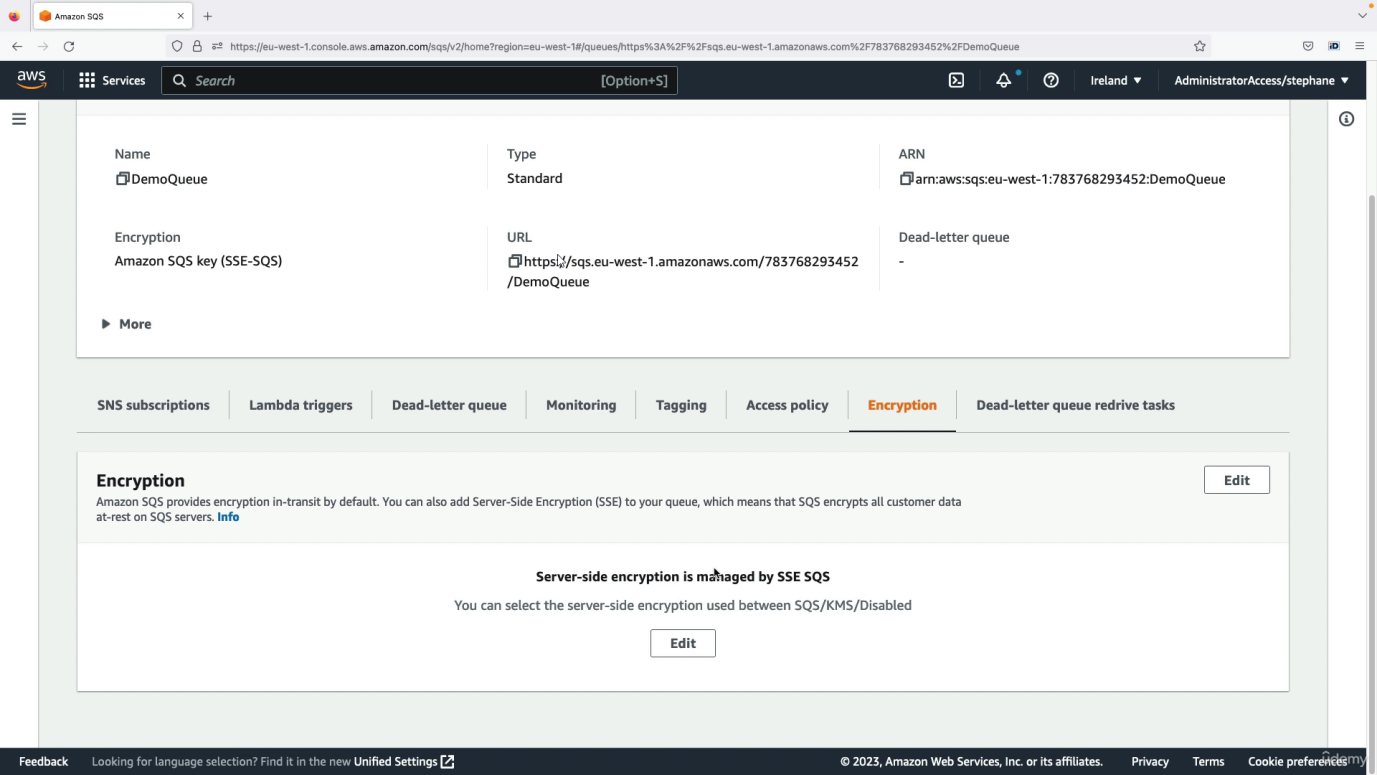 Amazon SQS
https://eu-west-1.console.aws.amazon.com/sqs/v2/home?region=eu-west-1#/queues/https%3A%2F%2Fsqs.eu-west-1.amazonaws.com%2F783768293452%2FDemoQueue
aws
Services
Search
[Option+S]
Ireland
AdministratorAccess/stephane
Name
Type
ARN
DemoQueue
Standard
arn:aws:sqs:eu-west-1:783768293452:DemoQueue
Encryption
URL
Dead-letter queue
Amazon SQS key (SSE-SQS)
https://sqs.eu-west-1.amazonaws.com/783768293452
/DemoQueue
-
More
SNS subscriptions
Lambda triggers
Dead-letter queue
Monitoring
Tagging
Access policy
Encryption
Dead-letter queue redrive tasks
Encryption
Edit
Amazon SQS provides encryption in-transit by default. You can also add Server-Side Encryption (SSE) to your queue, which means that SQS encrypts all customer data
at-rest on SQS servers. Info
Server-side encryption is managed by SSE SQS
You can select the server-side encryption used between SQS/KMS/Disabled
Edit
Feedback
Looking for language selection? Find it in the new Unified Settings
© 2023, Amazon Web Services, Inc. or its affiliates.
Privacy
Terms
Cookie preferences
ûdemy